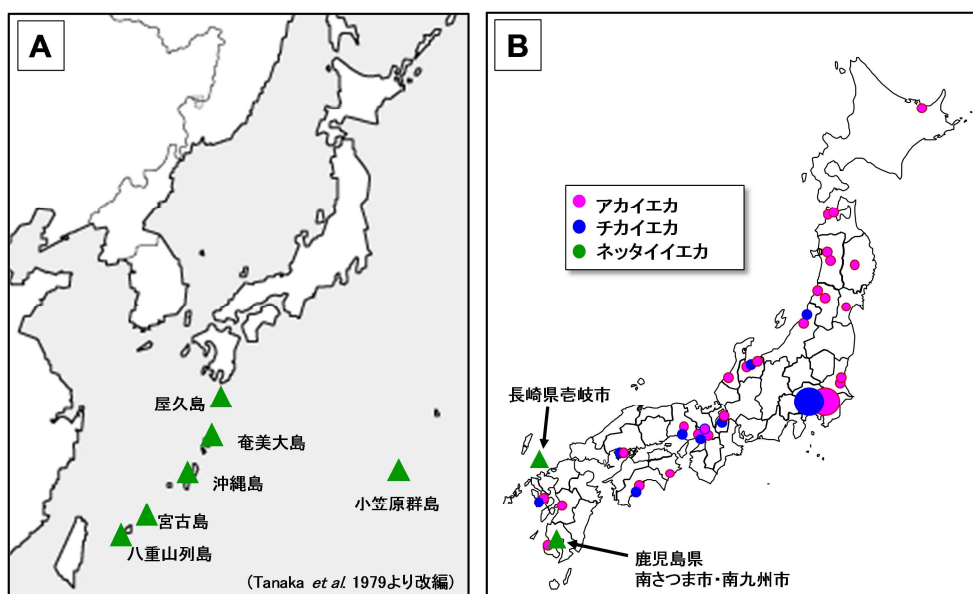 A
屋久島
奄美大島
沖縄島
小笠原群島
宮古島
八重山列島
(Tanaka et al. 1979より改編)
B
アカイエカ
チカイエカ
ネッタイイエカ
長崎県壱岐市
鹿児島県
南さつま市・南九州市